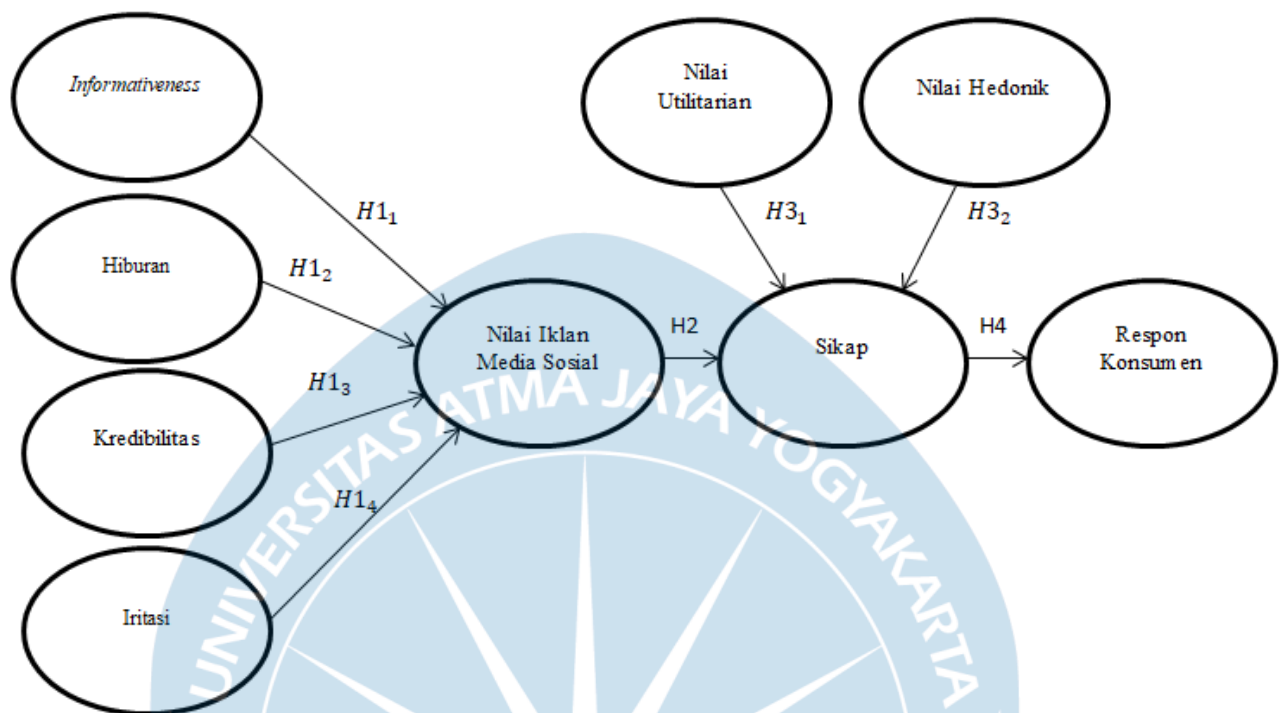 Informativeness
Nilai
Utilitarian
Nilai Hedonik
H1₁
H3₁
H3₂
Hiburan
H1₂
Nilai Iklan
Media Sosial
H2
Sikap
H4
Respon
Konsumen
H1₃
Kredibilitas
H1₄
Iritasi
UNIVERSITAS ATMA JAYA YOGYAKARTA